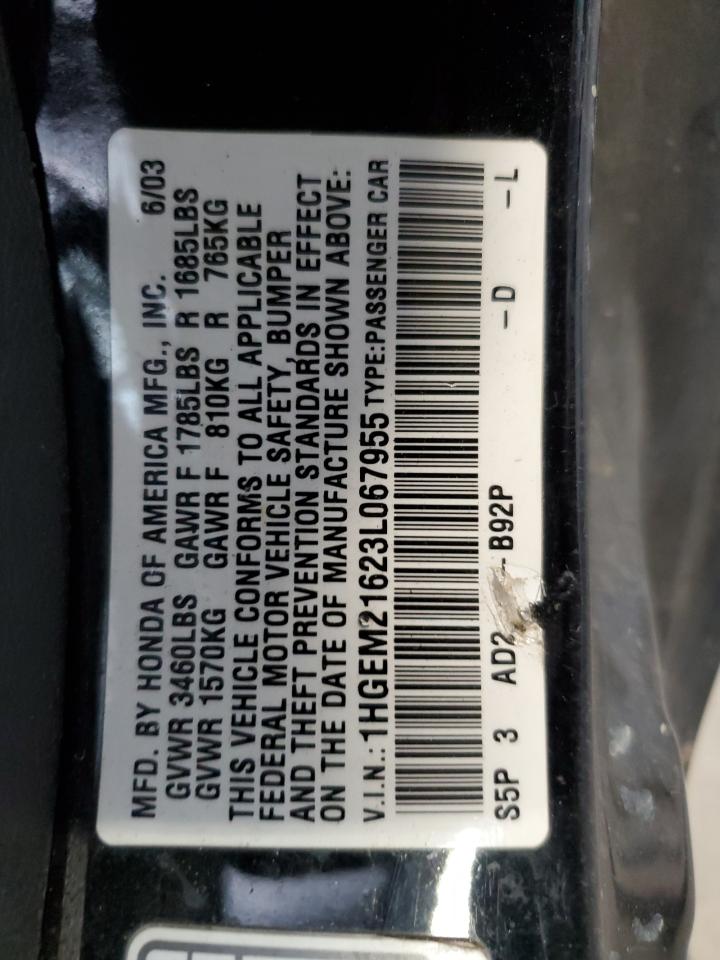 MFD. BY HONDA OF AMERICA MFG., INC. 6/03
GVWR 3460LBS GAWR F 1785LBS R 1685LBS
GVWR 1570KG GAWR F 810KG R 765KG
THIS VEHICLE CONFORMS TO ALL APPLICABLE
FEDERAL MOTOR VEHICLE SAFETY, BUMPER
AND THEFT PREVENTION STANDARDS IN EFFECT
ON THE DATE OF MANUFACTURE SHOWN ABOVE:
V.I.N.: 1HGEM21623L067955 TYPE:PASSENGER CAR
S5P 3 - B92P - D - L